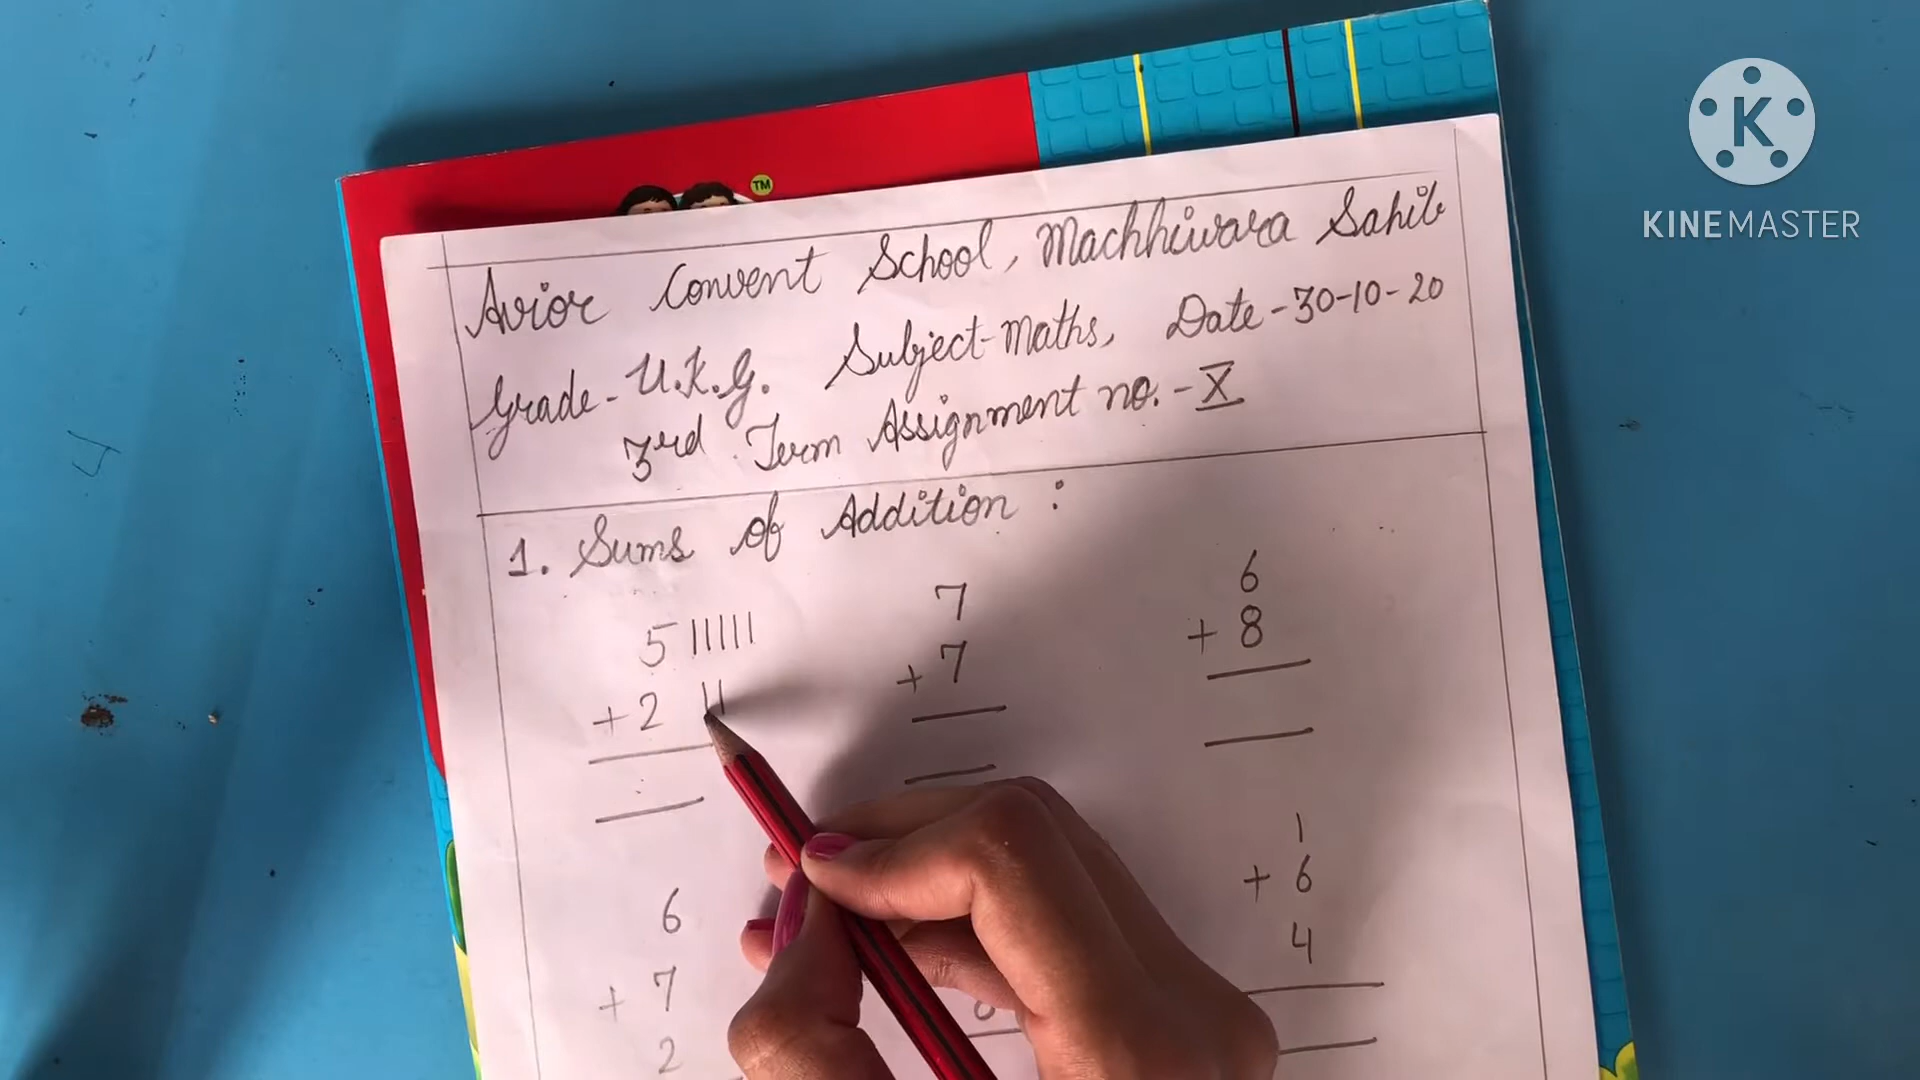 TM
K
KINEMASTER
Avior Convent School, Machhiwara Sahib
Grade - U.K.G. Subject - Maths, Date - 30-10-20
3rd Term Assignment no. - X
1. Sums of Addition :
5 |||||
+ 2 ||
7
+ 7
6
+ 8
6
+ 7
2
1
+ 6
4